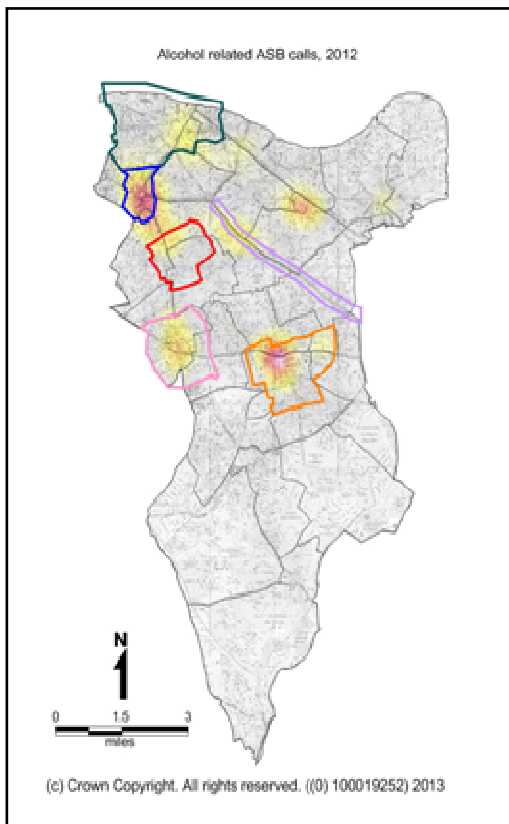 Alcohol related ASB calls, 2012
N
0 1.5 3
miles
(c) Crown Copyright. All rights reserved. ((0) 100019252) 2013